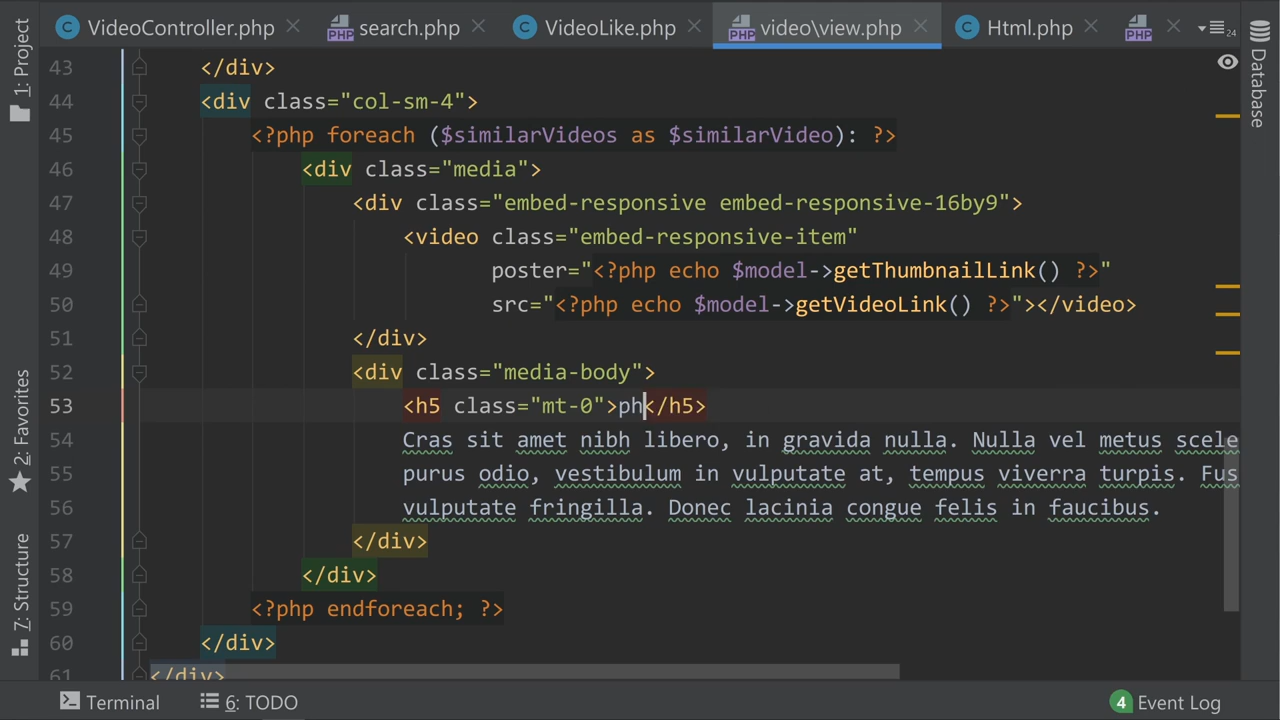 VideoController.php
search.php
VideoLike.php
video\view.php
Html.php
24
1: Project
2: Favorites
7: Structure
Database
43 </div>
44 <div class="col-sm-4">
45 <?php foreach ($similarVideos as $similarVideo): ?>
46 <div class="media">
47 <div class="embed-responsive embed-responsive-16by9">
48 <video class="embed-responsive-item"
49 poster="<?php echo $model->getThumbnailLink() ?>"
50 src="<?php echo $model->getVideoLink() ?>"></video>
51 </div>
52 <div class="media-body">
53 <h5 class="mt-0">ph</h5>
54 Cras sit amet nibh libero, in gravida nulla. Nulla vel metus scele
55 purus odio, vestibulum in vulputate at, tempus viverra turpis. Fus
56 vulputate fringilla. Donec lacinia congue felis in faucibus.
57 </div>
58 </div>
59 <?php endforeach; ?>
60 </div>
61 </div>
Terminal
6: TODO
4 Event Log